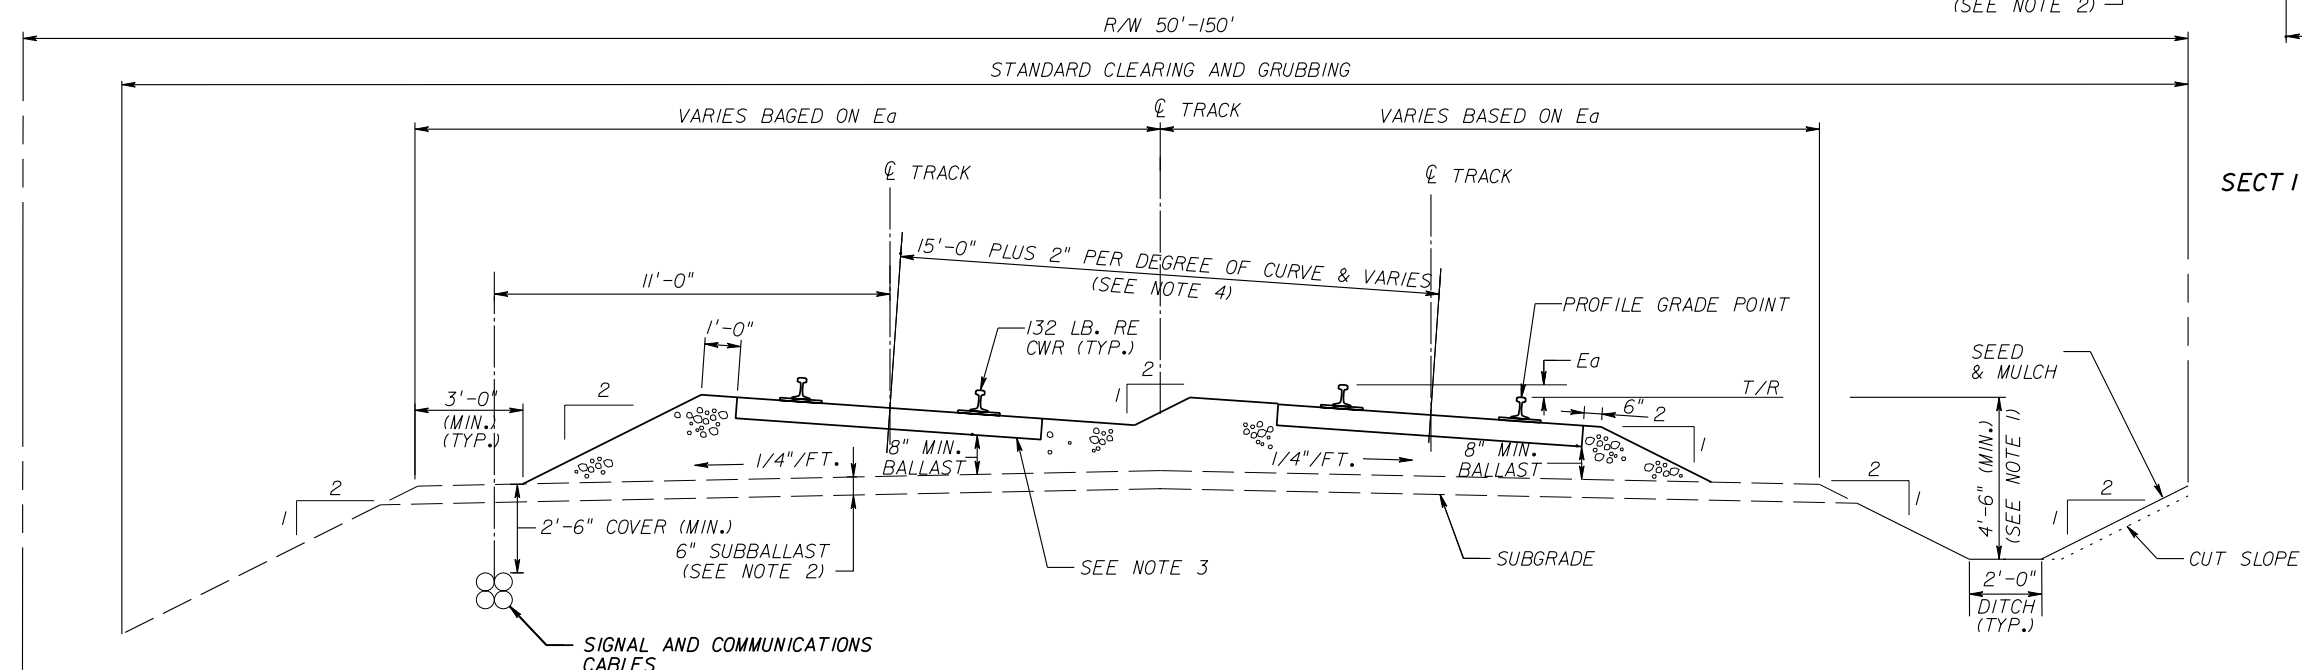 (SEE NOTE 2)
R/W 50'-150'
STANDARD CLEARING AND GRUBBING
VARIES BAGED ON Ea
℄ TRACK
VARIES BASED ON Ea
℄ TRACK
℄ TRACK
SECTI
15'-0" PLUS 2" PER DEGREE OF CURVE & VARIES
(SEE NOTE 4)
11'-0"
PROFILE GRADE POINT
1'-0"
132 LB. RE
CWR (TYP.)
Ea
SEED
& MULCH
T/R
2
1
2
3'-0"
(MIN.)
(TYP.)
6"
2
1
4'-6" (MIN.)
(SEE NOTE 1)
1/4"/FT.
8" MIN.
BALLAST
1/4"/FT.
8" MIN.
BALLAST
2
1
2
1
2
1
2'-6" COVER (MIN.)
6" SUBBALLAST
(SEE NOTE 2)
SEE NOTE 3
SUBGRADE
CUT SLOPE
2'-0"
DITCH
(TYP.)
SIGNAL AND COMMUNICATIONS
CABLES